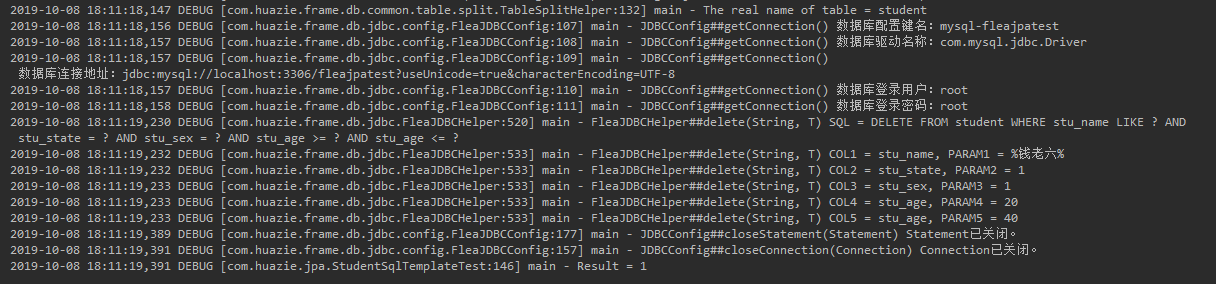 2019-10-08 18:11:18,147 DEBUG [com.huazie.frame.db.common.table.split.TableSplitHelper:132] main - The real name of table = student
2019-10-08 18:11:18,156 DEBUG [com.huazie.frame.db.jdbc.config.FleaJDBCConfig:107] main - JDBCConfig##getConnection() 数据库配置键名：mysql-fleajpatest
2019-10-08 18:11:18,157 DEBUG [com.huazie.frame.db.jdbc.config.FleaJDBCConfig:108] main - JDBCConfig##getConnection() 数据库驱动名称：com.mysql.jdbc.Driver
2019-10-08 18:11:18,157 DEBUG [com.huazie.frame.db.jdbc.config.FleaJDBCConfig:109] main - JDBCConfig##getConnection()
数据库连接地址：jdbc:mysql://localhost:3306/fleajpatest?useUnicode=true&characterEncoding=UTF-8
2019-10-08 18:11:18,157 DEBUG [com.huazie.frame.db.jdbc.config.FleaJDBCConfig:110] main - JDBCConfig##getConnection() 数据库登录用户：root
2019-10-08 18:11:18,158 DEBUG [com.huazie.frame.db.jdbc.config.FleaJDBCConfig:111] main - JDBCConfig##getConnection() 数据库登录密码：root
2019-10-08 18:11:19,230 DEBUG [com.huazie.frame.db.jdbc.FleaJDBCHelper:520] main - FleaJDBCHelper##delete(String, T) SQL = DELETE FROM student WHERE stu_name LIKE ? AND
stu_state = ? AND stu_sex = ? AND stu_age >= ? AND stu_age <= ?
2019-10-08 18:11:19,232 DEBUG [com.huazie.frame.db.jdbc.FleaJDBCHelper:533] main - FleaJDBCHelper##delete(String, T) COL1 = stu_name, PARAM1 = %钱老六%
2019-10-08 18:11:19,232 DEBUG [com.huazie.frame.db.jdbc.FleaJDBCHelper:533] main - FleaJDBCHelper##delete(String, T) COL2 = stu_state, PARAM2 = 1
2019-10-08 18:11:19,233 DEBUG [com.huazie.frame.db.jdbc.FleaJDBCHelper:533] main - FleaJDBCHelper##delete(String, T) COL3 = stu_sex, PARAM3 = 1
2019-10-08 18:11:19,233 DEBUG [com.huazie.frame.db.jdbc.FleaJDBCHelper:533] main - FleaJDBCHelper##delete(String, T) COL4 = stu_age, PARAM4 = 20
2019-10-08 18:11:19,233 DEBUG [com.huazie.frame.db.jdbc.FleaJDBCHelper:533] main - FleaJDBCHelper##delete(String, T) COL5 = stu_age, PARAM5 = 40
2019-10-08 18:11:19,389 DEBUG [com.huazie.frame.db.jdbc.config.FleaJDBCConfig:177] main - JDBCConfig##closeStatement(Statement) Statement已关闭。
2019-10-08 18:11:19,391 DEBUG [com.huazie.frame.db.jdbc.config.FleaJDBCConfig:157] main - JDBCConfig##closeConnection(Connection) Connection已关闭。
2019-10-08 18:11:19,391 DEBUG [com.huazie.jpa.StudentSqlTemplateTest:146] main - Result = 1